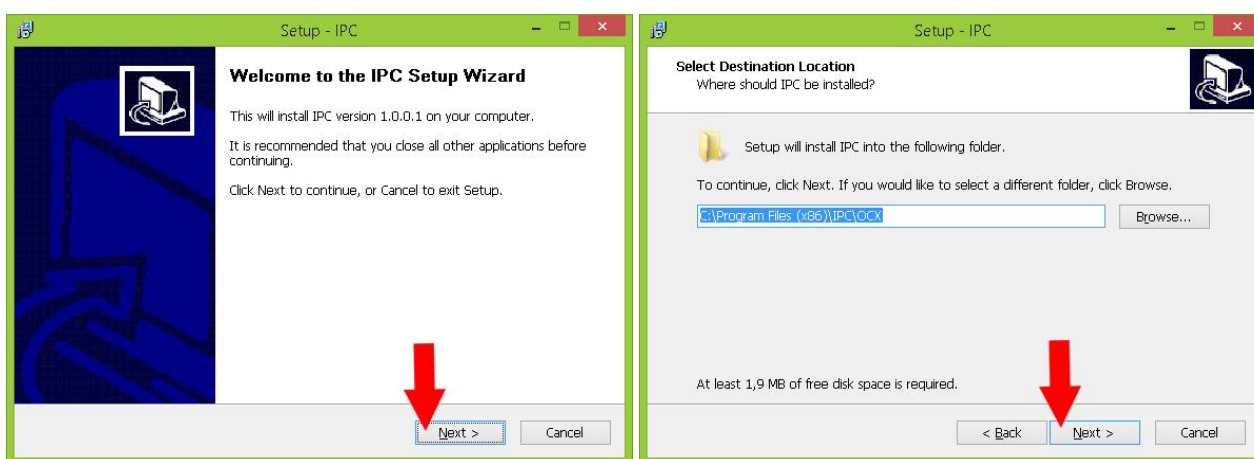 Setup - IPC
Welcome to the IPC Setup Wizard
This will install IPC version 1.0.0.1 on your computer.
It is recommended that you close all other applications before
continuing.
Click Next to continue, or Cancel to exit Setup.
Next >
Cancel
Setup - IPC
Select Destination Location
Where should IPC be installed?
Setup will install IPC into the following folder.
To continue, click Next. If you would like to select a different folder, click Browse.
C:\Program Files (x86)\IPC\OCX
Browse...
At least 1,9 MB of free disk space is required.
< Back
Next >
Cancel